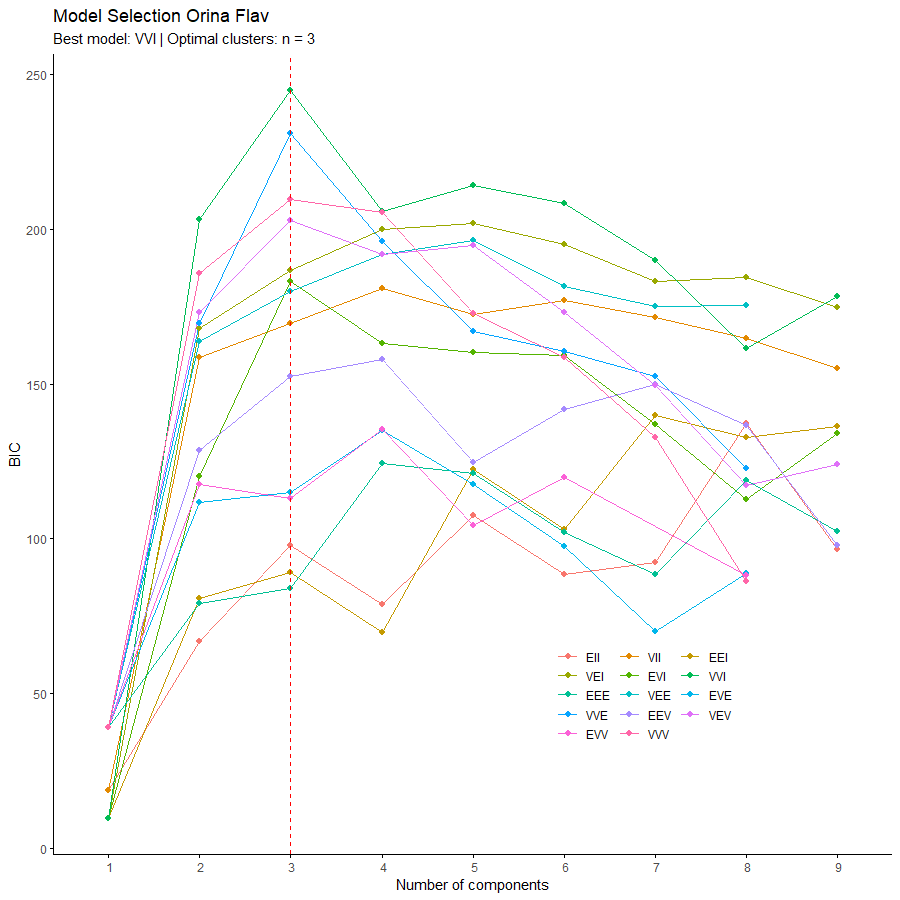 Model Selection Orina Flav
Best model: VVI | Optimal clusters: n = 3
250
200
150
100
50
0
BIC
EII VII EEI
VEI EVI VVI
EEE VEE EVE
VVE EEV VEV
EVV VVV
1 2 3 4 5 6 7 8 9
Number of components